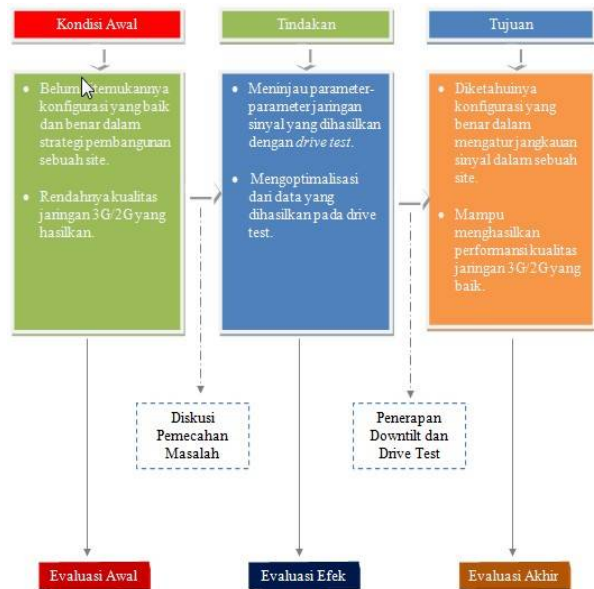 Kondisi Awal
Tindakan
Tujuan
Belum
temukannya
konfigurasi yang baik
dan benar dalam
strategi pembangunan
sebuah site.
Rendahnya kualitas
jaringan 3G/2G yang
hasilkan.
Meninjau parameter-
parameter jaringan
sinyal yang dihasilkan
dengan drive test.
Mengoptimalisasi
dari data yang
dihasilkan pada drive
test.
Diketahuinya
konfigurasi yang
benar dalam
mengatur jangkauan
sinyal dalam sebuah
site.
Mampu
menghasilkan
performansi kualitas
jaringan 3G/2G yang
baik.
Diskusi
Pemecahan
Masalah
Penerapan
Downtilt dan
Drive Test
Evaluasi Awal
Evaluasi Efek
Evaluasi Akhir